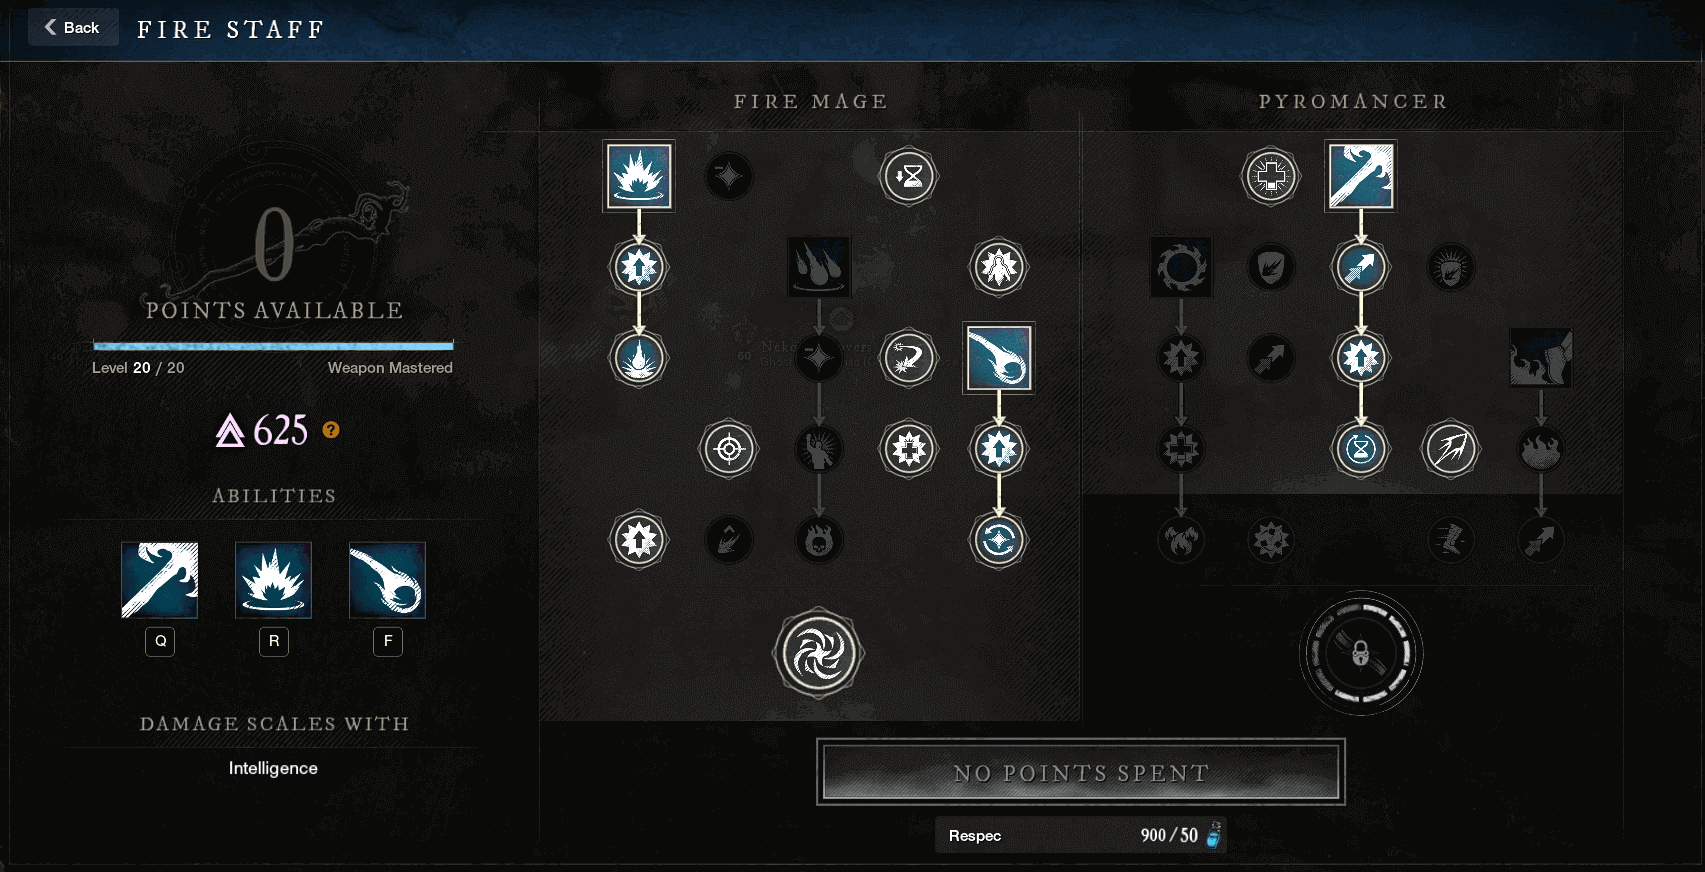 Back
FIRE STAFF
FIRE MAGE
PYROMANCER
0
POINTS AVAILABLE
Level 20 / 20
Weapon Mastered
625
?
ABILITIES
Q
R
F
DAMAGE SCALES WITH
Intelligence
60
NO POINTS SPENT
Respec
900 / 50